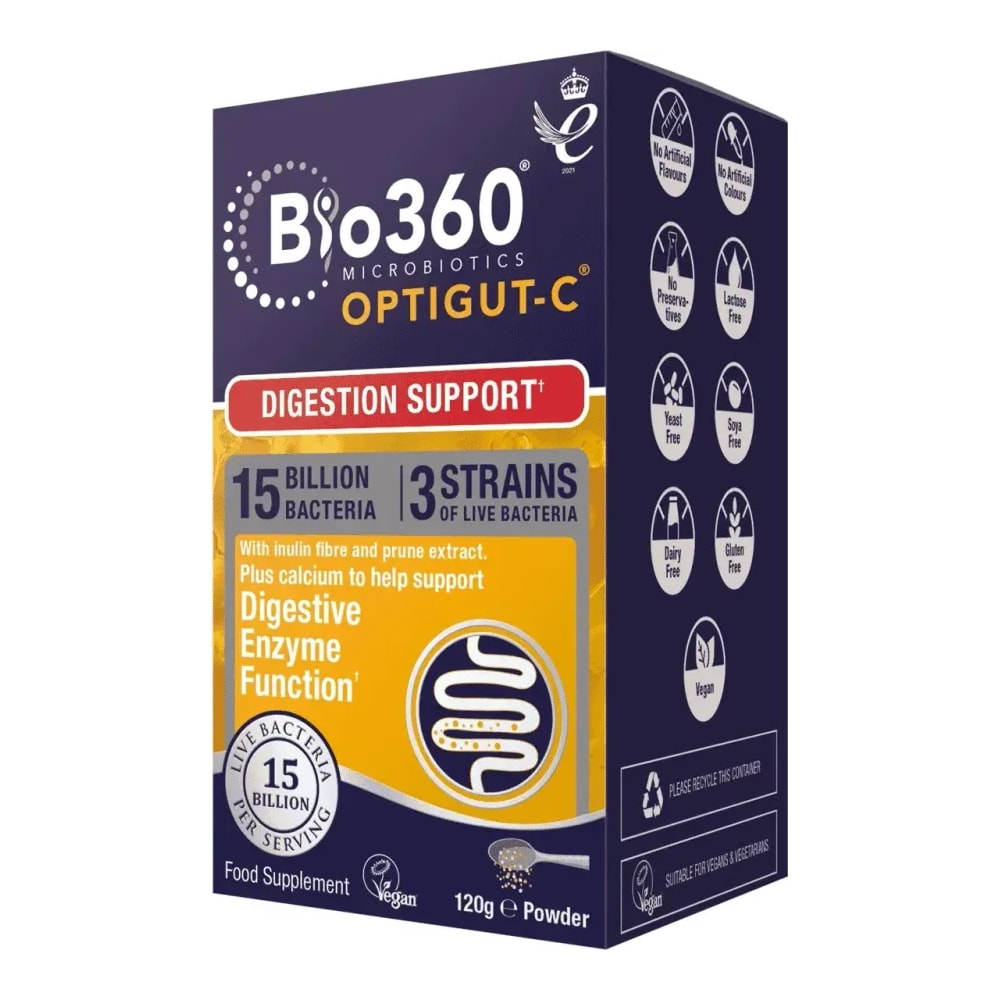 e
2021
Bio360®
MICROBIOTICS
OPTIGUT-C®
DIGESTION SUPPORT†
15 BILLION BACTERIA | 3 STRAINS OF LIVE BACTERIA
With inulin fibre and prune extract.
Plus calcium to help support
Digestive
Enzyme
Function†
LIVE BACTERIA
15
BILLION
PER SERVING
Food Supplement
Vegan
120g ℮ Powder
No Artificial
Flavours
No Artificial
Colours
No
Preserva-
tives
Lactose
Free
Yeast
Free
Soya
Free
Dairy
Free
Gluten
Free
Vegan
PLEASE RECYCLE THIS CONTAINER
Vegan
SUITABLE FOR VEGANS & VEGETARIANS